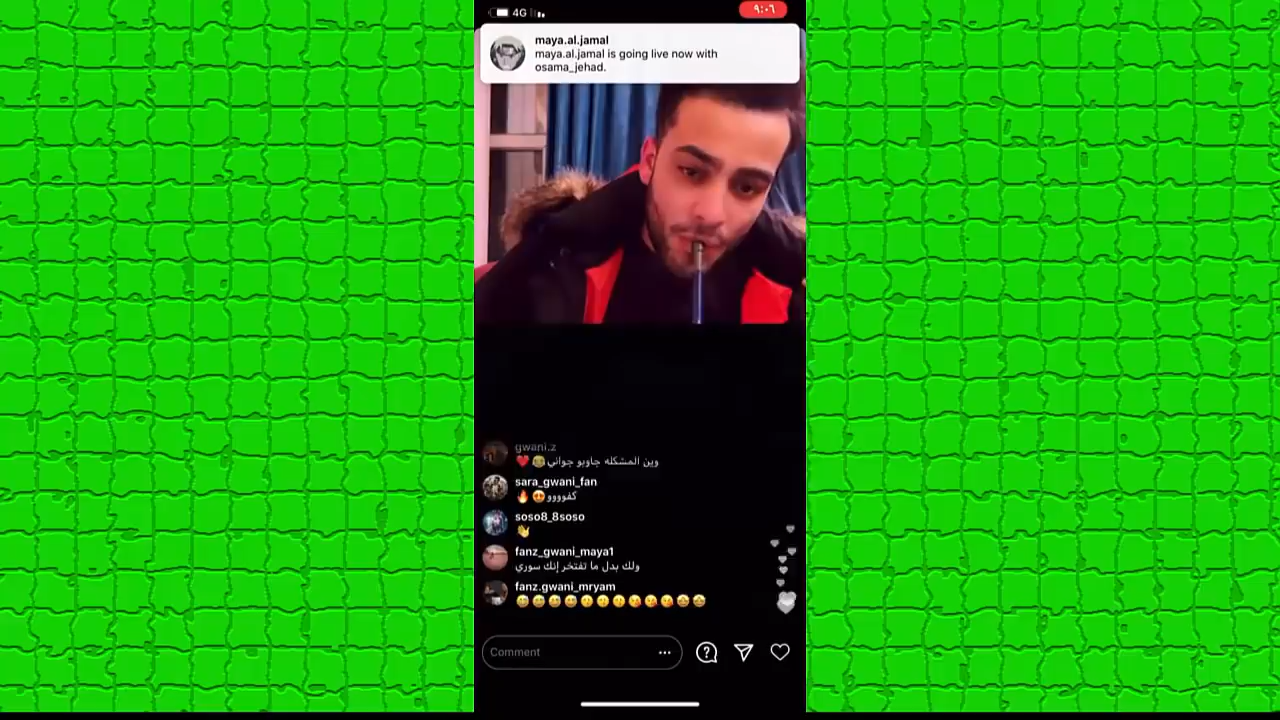 4G
٩:٠٦
maya.al.jamal
maya.al.jamal is going live now with
osama_jehad.
gwani.z
وين المشكله جاوبو جواني😂❤️
sara_gwani_fan
كفوووو😍🔥
soso8_8soso
👋
fanz_gwani_maya1
ولك بدل ما تفتخر إنك سوري
fanz.gwani_mryam
😅😅😅😅🙂🙂🙂😘😘😘🤩🤩
Comment